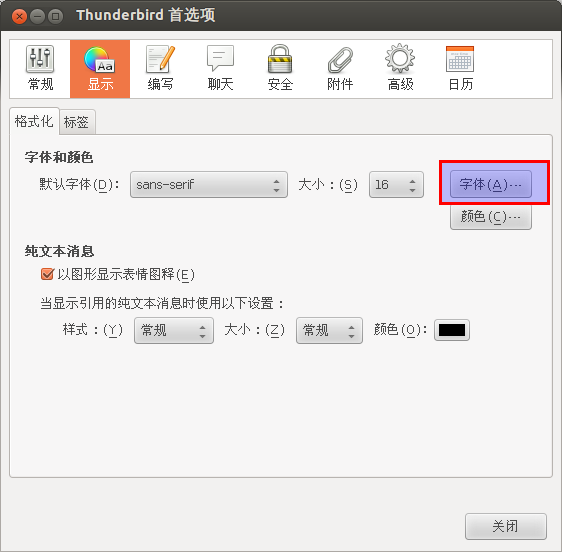 Thunderbird 首选项
常规 显示 编写 聊天 安全 附件 高级 日历
格式化 标签
字体和颜色
默认字体(D): sans-serif 大小:(S) 16 字体(A)...
颜色(C)...
纯文本消息
以图形显示表情图释(E)
当显示引用的纯文本消息时使用以下设置:
样式:(Y) 常规 大小:(Z) 常规 颜色(O):
关闭